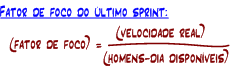 Fator de foco do último sprint:
(fator de foco) = (velocidade real)
(homens-dia disponíveis)